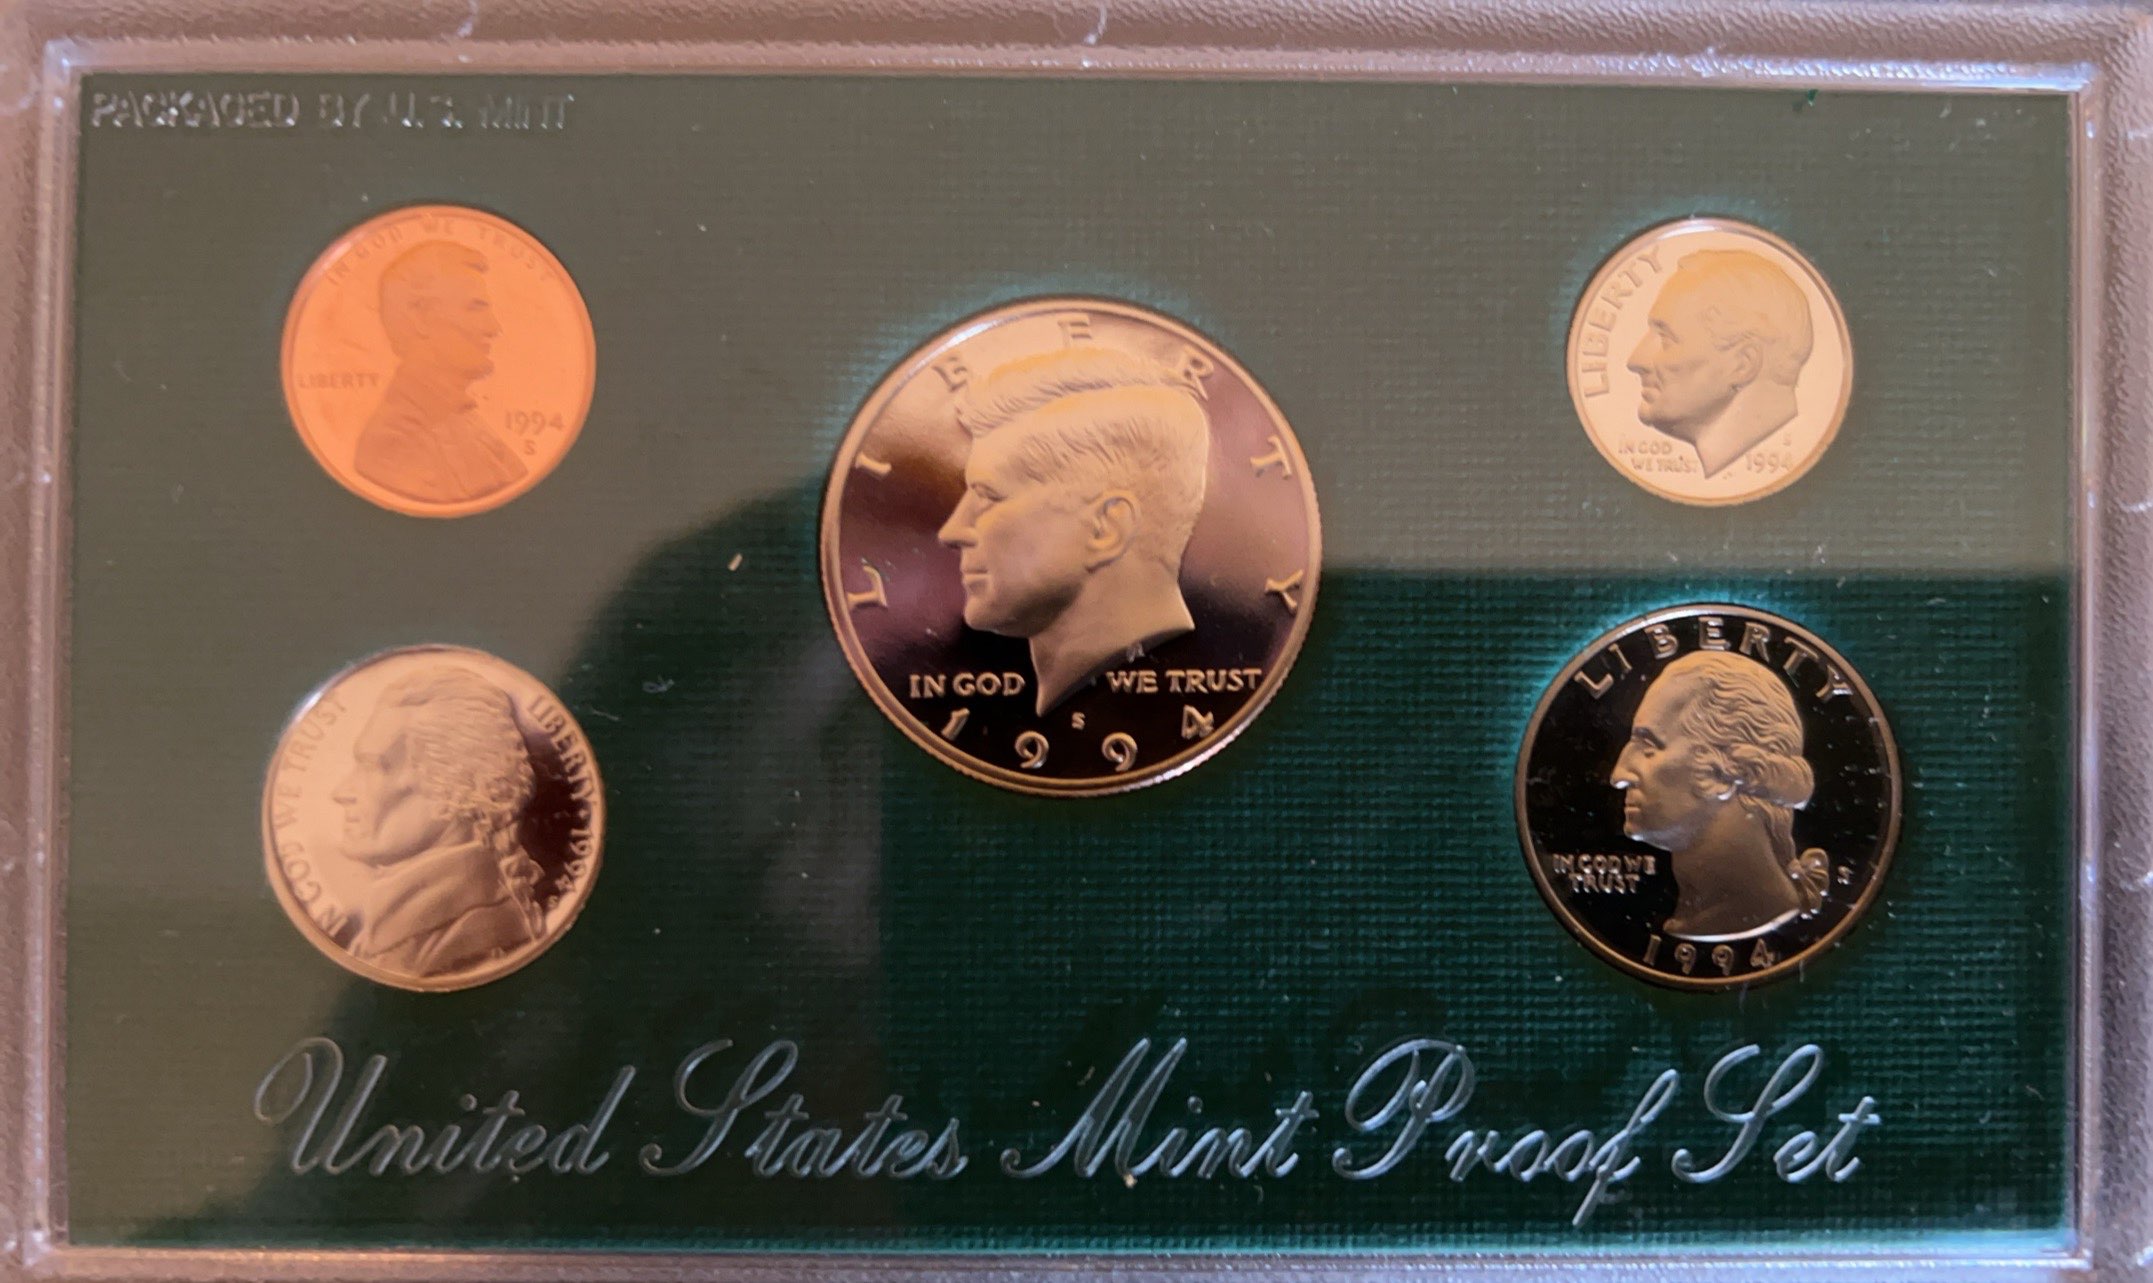 PACKAGED BY U.S. MINT
IN GOD WE TRUST
LIBERTY
1994
S
LIBERTY
IN GOD WE TRUST
S
1994
LIBERTY
IN GOD
WE TRUST
S
1994
IN GOD WE TRUST
LIBERTY 1994
S
LIBERTY
IN GOD WE
TRUST
S
1994
United States Mint Proof Set